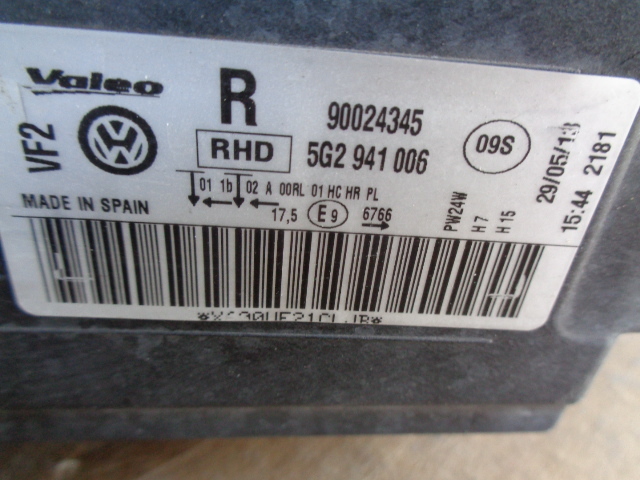 Valeo
VF2
R
90024345
RHD
5G2 941 006
09S
01 1b 02 A 00RL 01 HC HR PL
MADE IN SPAIN
17,5 E9 6766
PW24W
H7
H15
29/05/13
15:44 2181